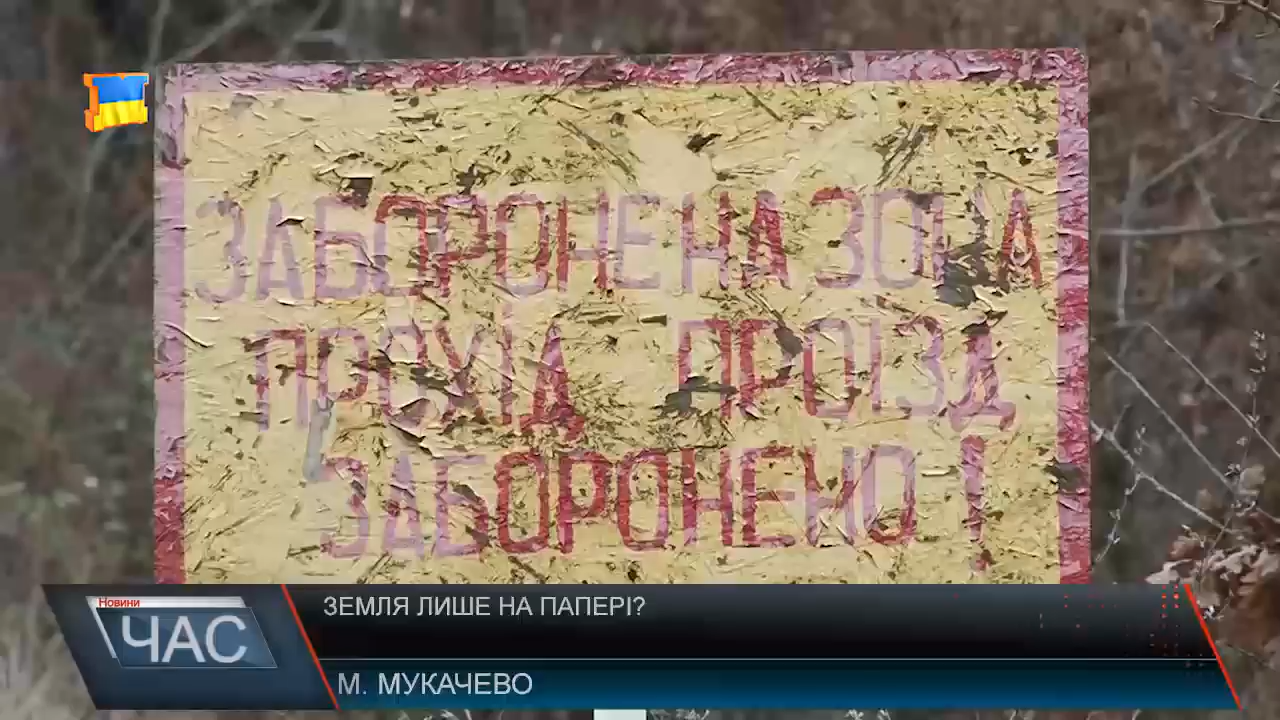 ЗАБОРОНЕНА ЗОНА
ПРОХІД ПРОЇЗД
ЗАБОРОНЕНО !
Новини
ЧАС
ЗЕМЛЯ ЛИШЕ НА ПАПЕРІ?
М. МУКАЧЕВО